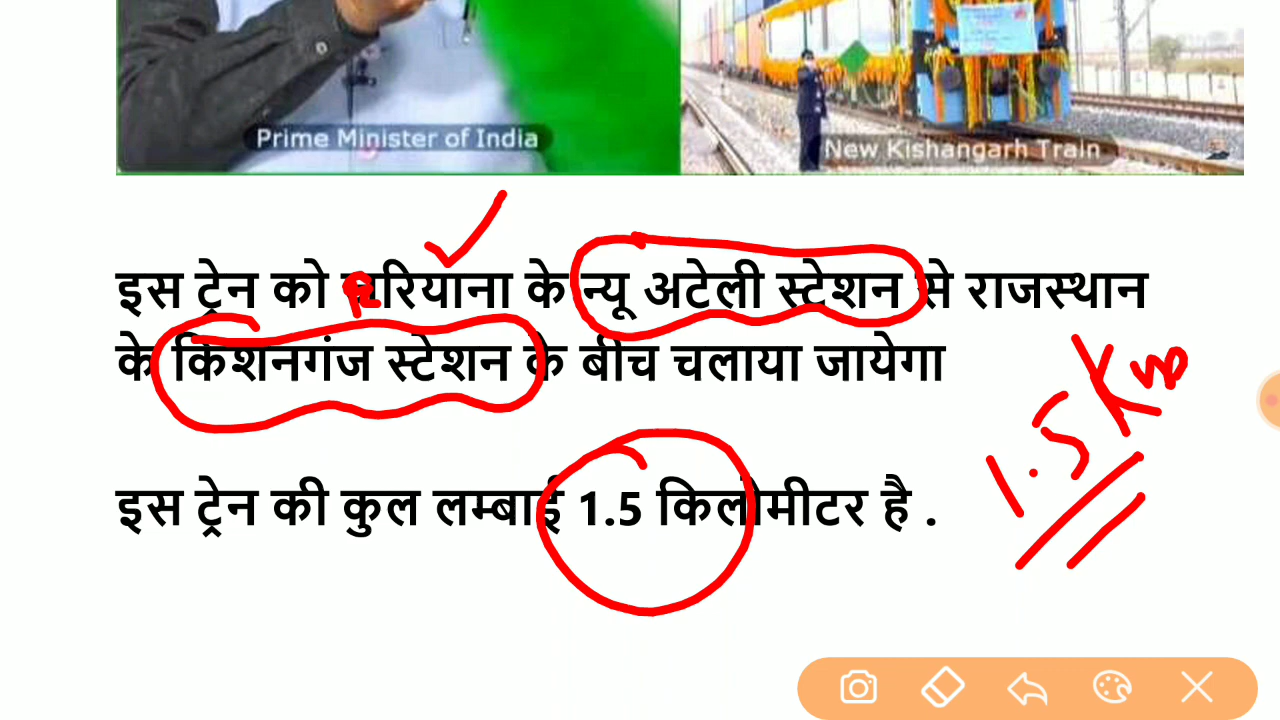 Prime Minister of India
New Kishangarh Train
इस ट्रेन को हरियाना के न्यू अटेली स्टेशन से राजस्थान
के किशनगंज स्टेशन के बीच चलाया जायेगा
1.5 Km
इस ट्रेन की कुल लम्बाई 1.5 किलोमीटर है .